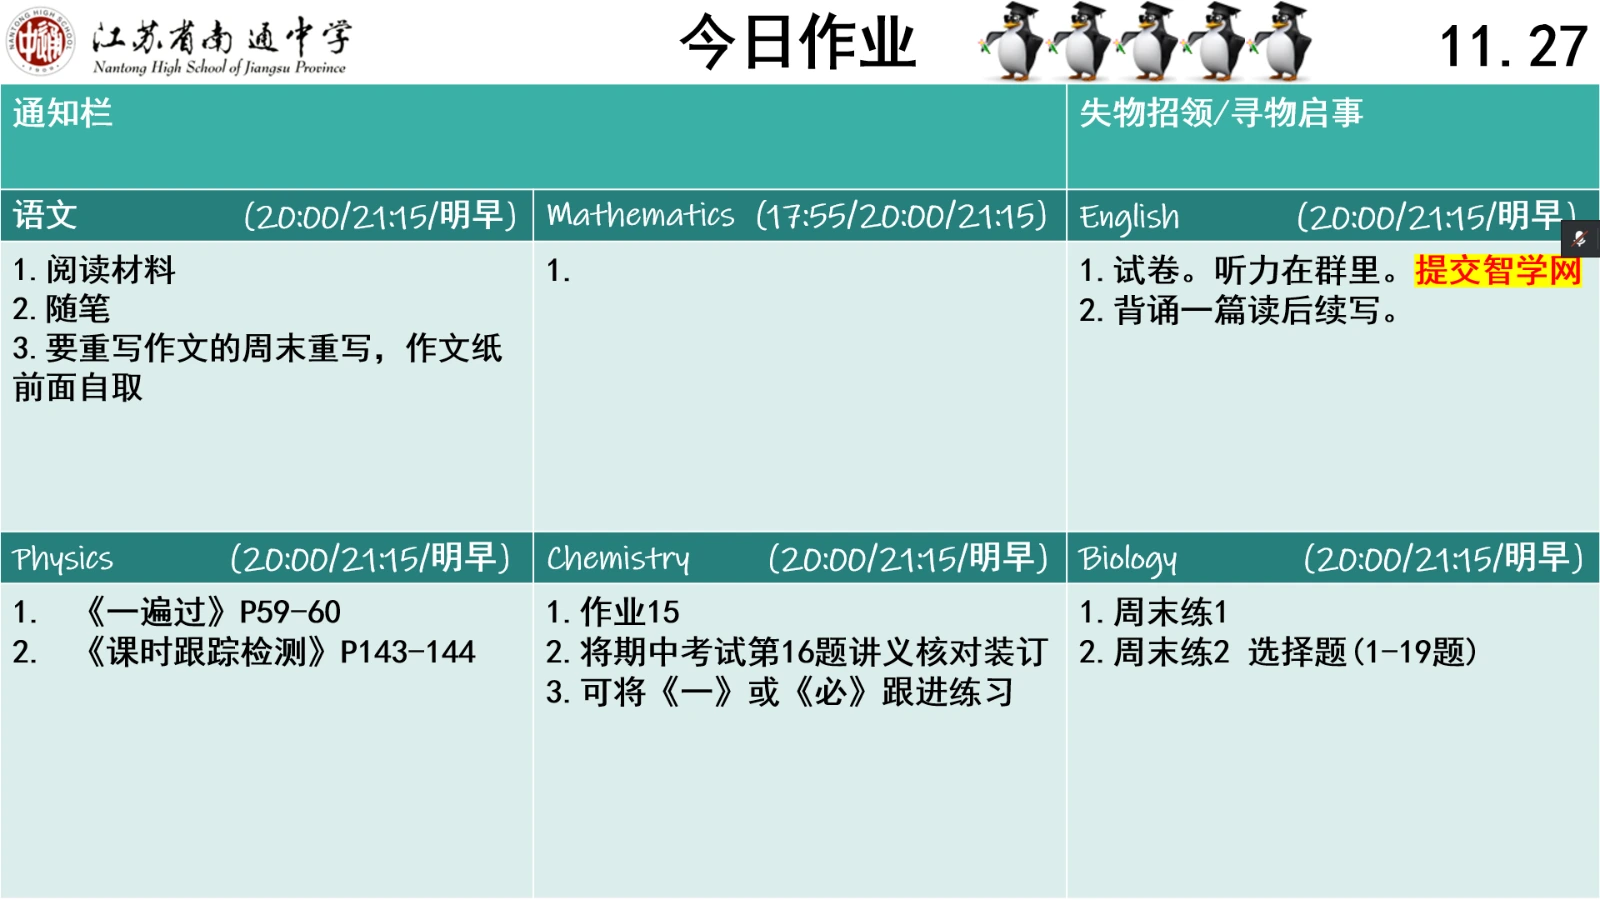 江苏省南通中学
Nantong High School of Jiangsu Province
今日作业
11.27
通知栏
失物招领/寻物启事
语文 (20:00/21:15/明早)
Mathematics (17:55/20:00/21:15)
English (20:00/21:15/明早)
1.阅读材料
2.随笔
3.要重写作文的周末重写，作文纸
前面自取
1.
1.试卷。听力在群里。提交智学网
2.背诵一篇读后续写。
Physics (20:00/21:15/明早)
Chemistry (20:00/21:15/明早)
Biology (20:00/21:15/明早)
1. 《一遍过》P59-60
2. 《课时跟踪检测》P143-144
1.作业15
2.将期中考试第16题讲义核对装订
3.可将《一》或《必》跟进练习
1.周末练1
2.周末练2 选择题(1-19题)